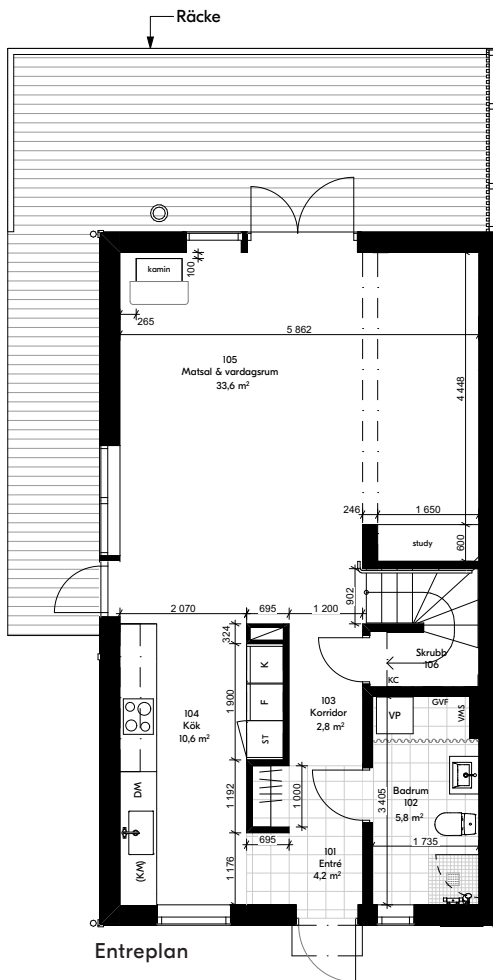 Räcke
kamin
100
265
5 862
105
Matsal & vardagsrum
33,6 m²
4 448
246
1 650
study
600
902
2 070
695
1 200
324
Skrubb
106
KC
K
F
ST
1 900
103
Korridor
2,8 m²
104
Kök
10,6 m²
VP
GVF
VMS
DM
1 192
1 000
3 405
Badrum
102
5,8 m²
1 735
695
(KM)
1 176
101
Entré
4,2 m²
Entreplan